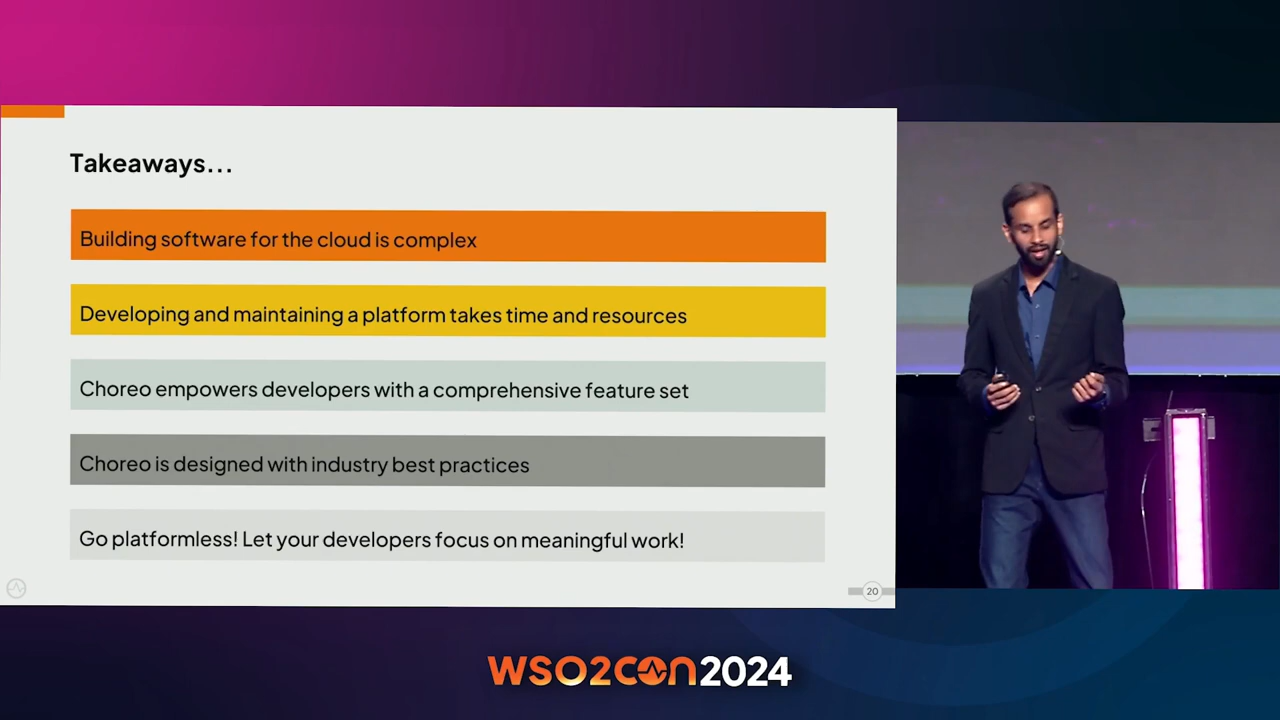 Takeaways...
Building software for the cloud is complex
Developing and maintaining a platform takes time and resources
Choreo empowers developers with a comprehensive feature set
Choreo is designed with industry best practices
Go platformless! Let your developers focus on meaningful work!
20
WSO2CON2024